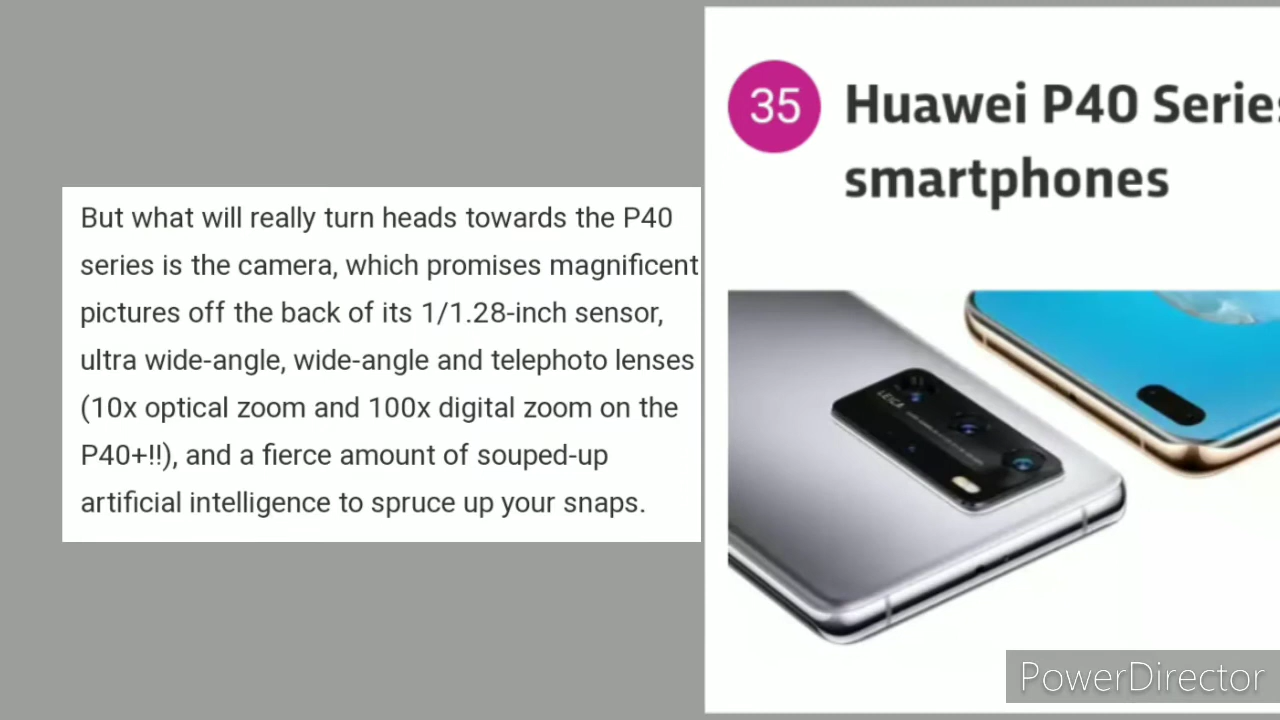 35
Huawei P40 Series
smartphones
But what will really turn heads towards the P40
series is the camera, which promises magnificent
pictures off the back of its 1/1.28-inch sensor,
ultra wide-angle, wide-angle and telephoto lenses
(10x optical zoom and 100x digital zoom on the
P40+!!), and a fierce amount of souped-up
artificial intelligence to spruce up your snaps.
LEICA
PowerDirector